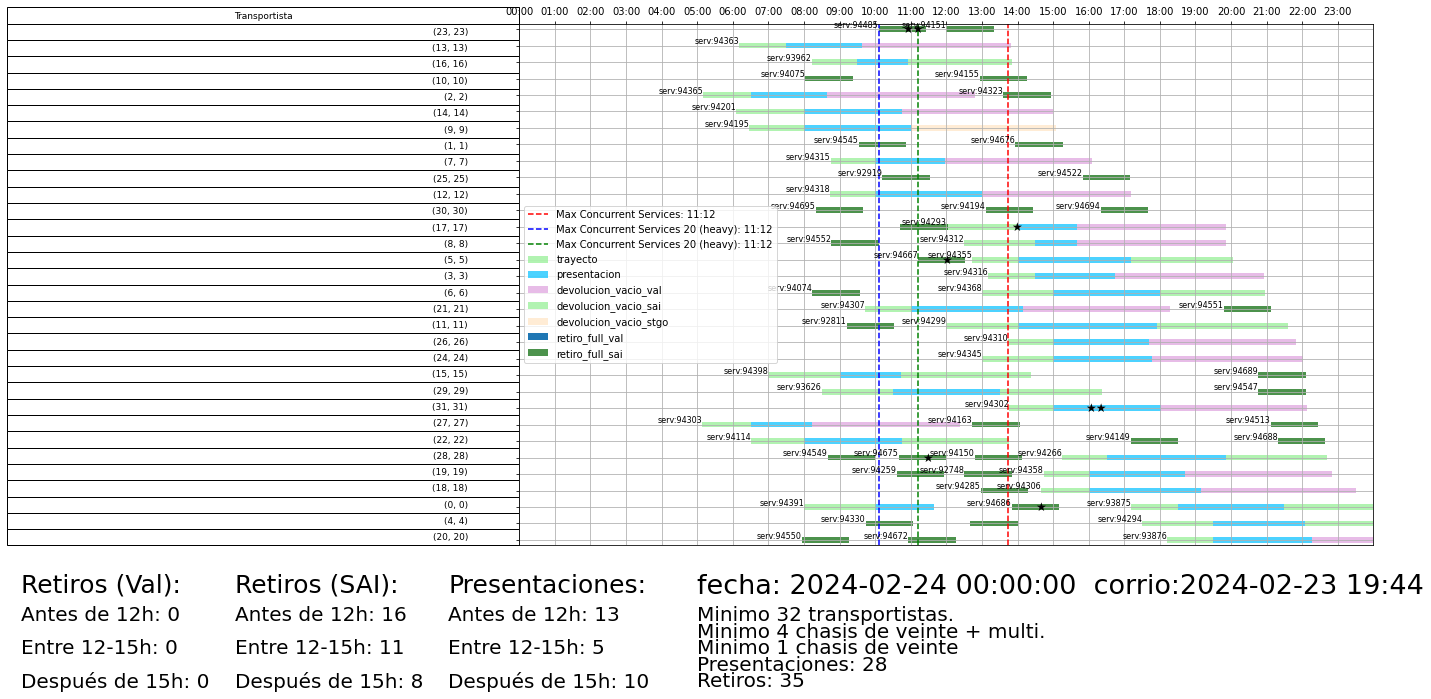 Transportista
00:00 01:00 02:00 03:00 04:00 05:00 06:00 07:00 08:00 09:00 10:00 11:00 12:00 13:00 14:00 15:00 16:00 17:00 18:00 19:00 20:00 21:00 22:00 23:00
(23, 23) serv:94485 serv:94151
(13, 13) serv:94363
(16, 16) serv:93962
(10, 10) serv:94075 serv:94155
(2, 2) serv:94365 serv:94323
(14, 14) serv:94201
(9, 9) serv:94195
(1, 1) serv:94545 serv:94676
(7, 7) serv:94315
(25, 25) serv:92919 serv:94522
(12, 12) serv:94318
(30, 30) serv:94695 serv:94194 serv:94694
(17, 17) serv:94293
(8, 8) serv:94552 serv:94312
(5, 5) serv:94667 serv:94355
(3, 3) serv:94316
(6, 6) serv:94074 serv:94368
(21, 21) serv:94307 serv:94551
(11, 11) serv:92811 serv:94299
(26, 26) serv:94310
(24, 24) serv:94345
(15, 15) serv:94398 serv:94689
(29, 29) serv:93626 serv:94547
(31, 31) serv:94302
(27, 27) serv:94303 serv:94163 serv:94513
(22, 22) serv:94114 serv:94149 serv:94688
(28, 28) serv:94549 serv:94675 serv:94150 serv:94266
(19, 19) serv:94259 serv:92748 serv:94358
(18, 18) serv:94285 serv:94306
(0, 0) serv:94391 serv:94686 serv:93875
(4, 4) serv:94330 serv:94294
(20, 20) serv:94550 serv:94672 serv:93876
Max Concurrent Services: 11:12
Max Concurrent Services 20 (heavy): 11:12
Max Concurrent Services 20 (heavy): 11:12
trayecto
presentacion
devolucion_vacio_val
devolucion_vacio_sai
devolucion_vacio_stgo
retiro_full_val
retiro_full_sai
Retiros (Val):
Antes de 12h: 0
Entre 12-15h: 0
Después de 15h: 0
Retiros (SAI):
Antes de 12h: 16
Entre 12-15h: 11
Después de 15h: 8
Presentaciones:
Antes de 12h: 13
Entre 12-15h: 5
Después de 15h: 10
fecha: 2024-02-24 00:00:00 corrio:2024-02-23 19:44
Minimo 32 transportistas.
Minimo 4 chasis de veinte + multi.
Minimo 1 chasis de veinte
Presentaciones: 28
Retiros: 35